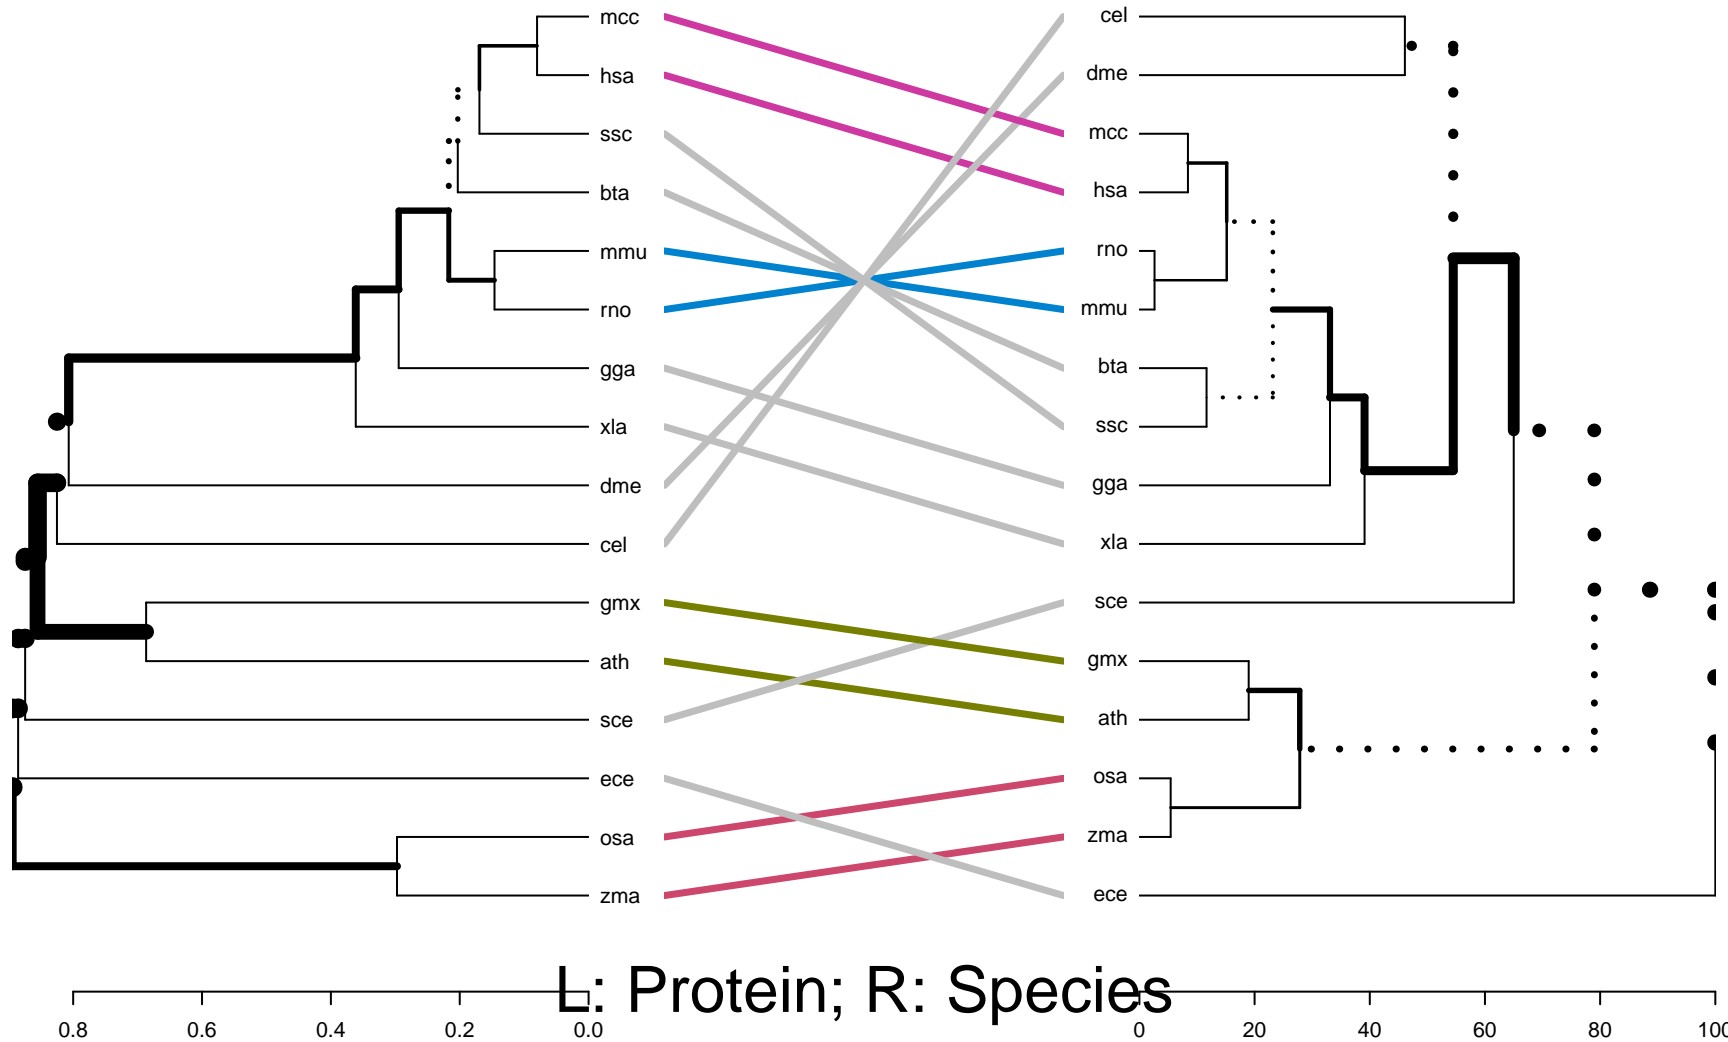 mcc cel
hsa dme
ssc mcc
bta hsa
mmu rno
rno mmu
gga bta
xla ssc
dme gga
cel xla
gmx sce
ath gmx
sce ath
ece osa
osa zma
zma ece
L: Protein; R: Species
0.8 0.6 0.4 0.2 0.0 0 20 40 60 80 100